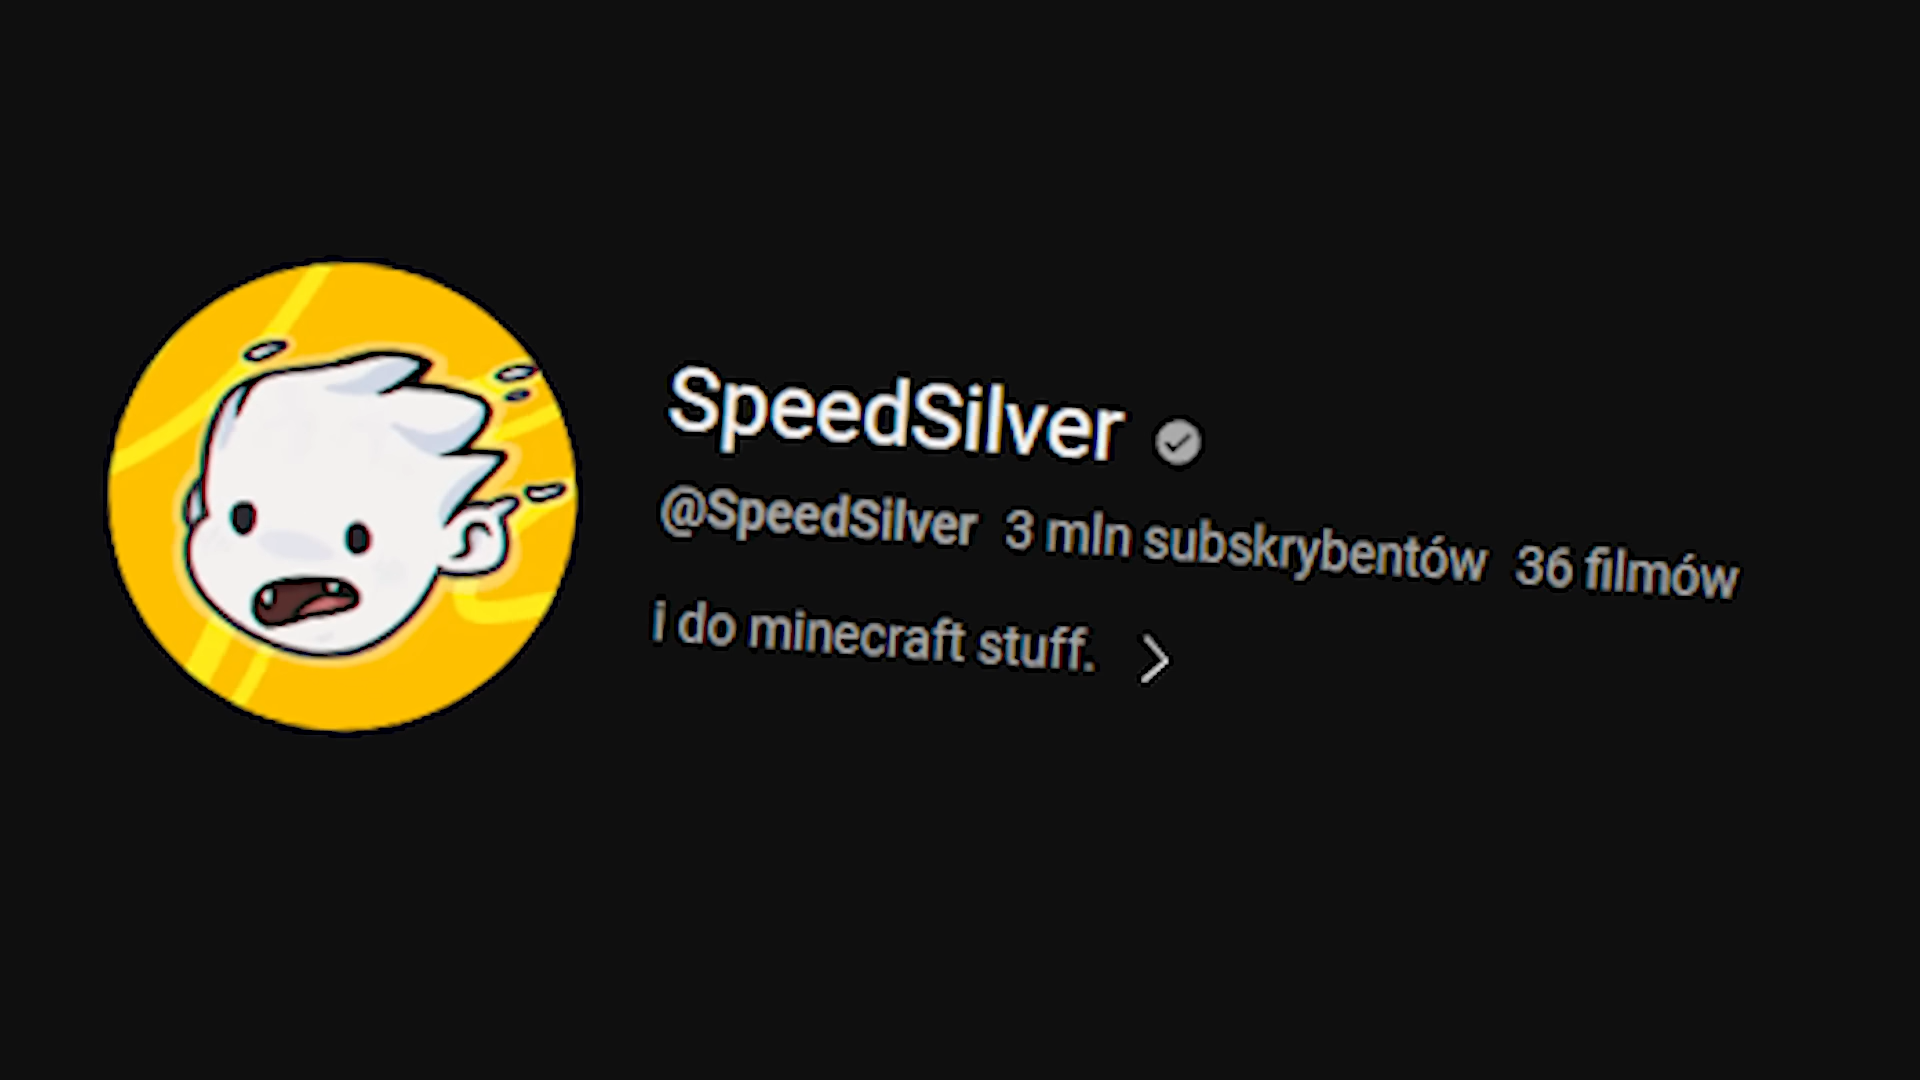 SpeedSilver
@SpeedSilver 3 mln subskrybentów 36 filmów
i do minecraft stuff.